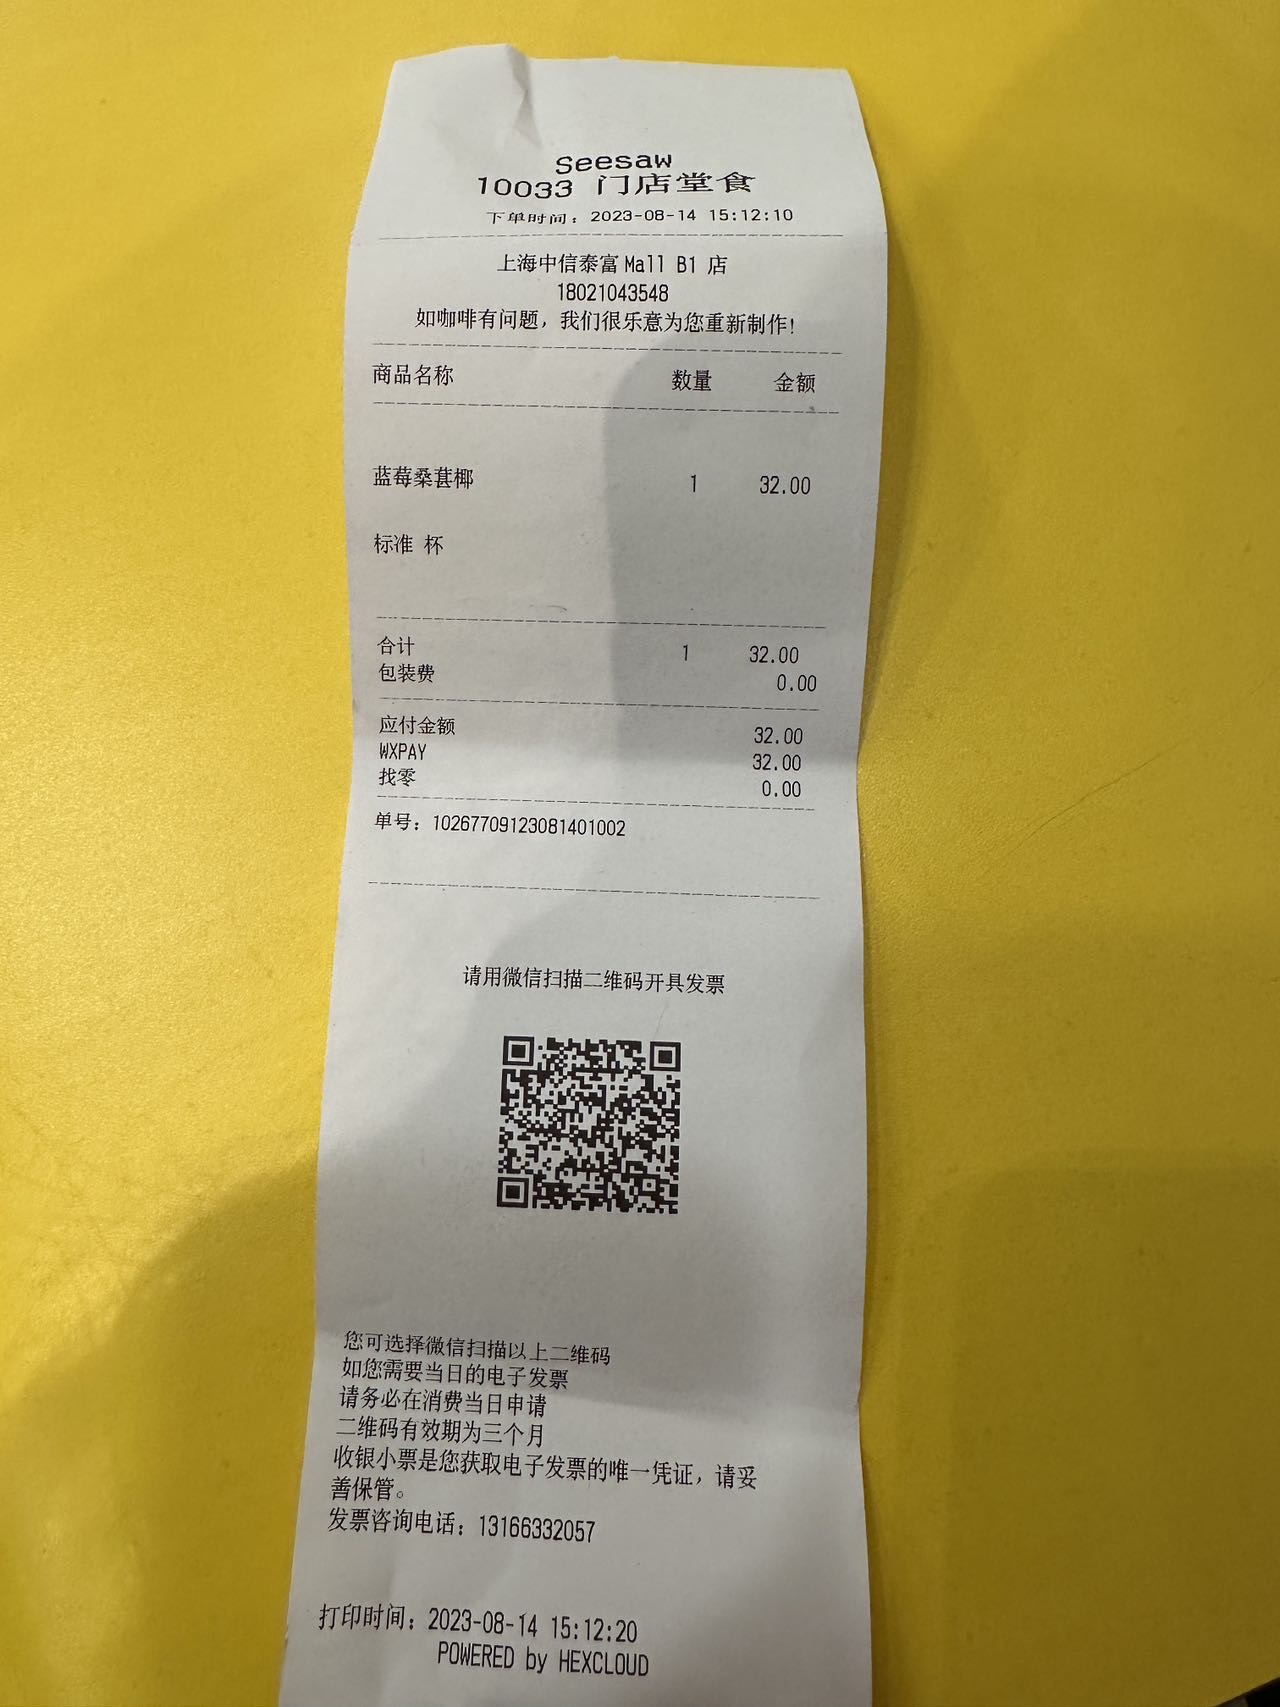 Seesaw
10033 门店堂食
下单时间：2023-08-14 15:12:10
上海中信泰富Mall B1 店
18021043548
如咖啡有问题，我们很乐意为您重新制作！
商品名称 数量 金额
蓝莓桑葚椰 1 32.00
标准 杯
合计 1 32.00
包装费 0.00
应付金额 32.00
WXPAY 32.00
找零 0.00
单号：10267709123081401002
请用微信扫描二维码开具发票
您可选择微信扫描以上二维码
如您需要当日的电子发票
请务必在消费当日申请
二维码有效期为三个月
收银小票是您获取电子发票的唯一凭证，请妥
善保管。
发票咨询电话：13166332057
打印时间：2023-08-14 15:12:20
POWERED by HEXCLOUD